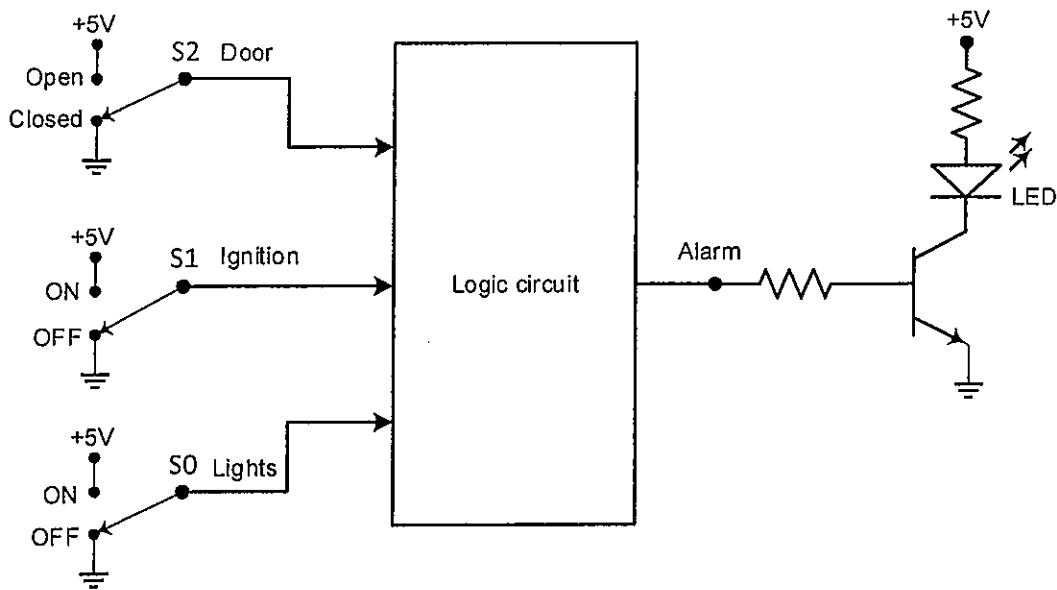 +5V
S2 Door
Open
Closed
+5V
S1 Ignition
ON
OFF
+5V
S0 Lights
ON
OFF
Logic circuit
Alarm
+5V
LED